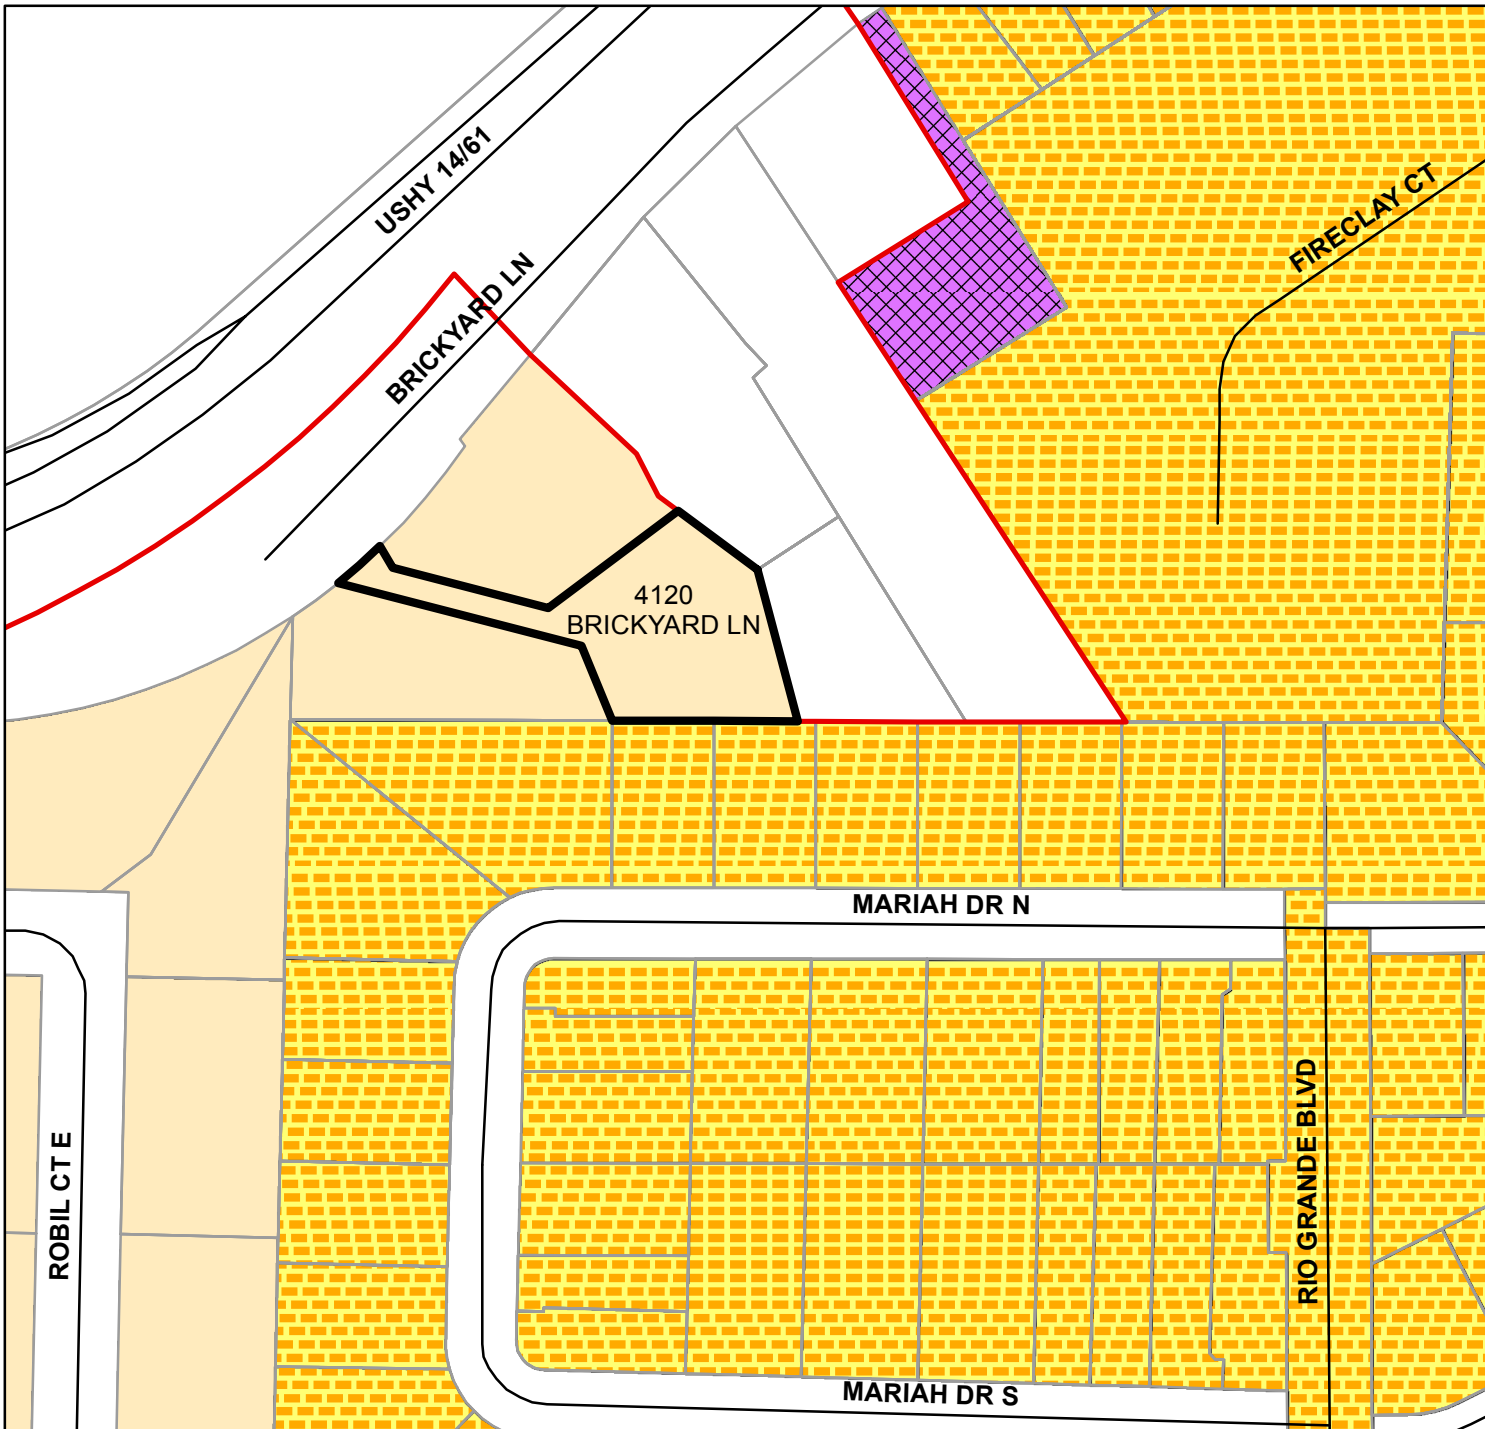 USHY 14/61
FIRECLAY CT
BRICKYARD LN
4120
BRICKYARD LN
MARIAH DR N
RIO GRANDE BLVD
ROBIL CT E
MARIAH DR S